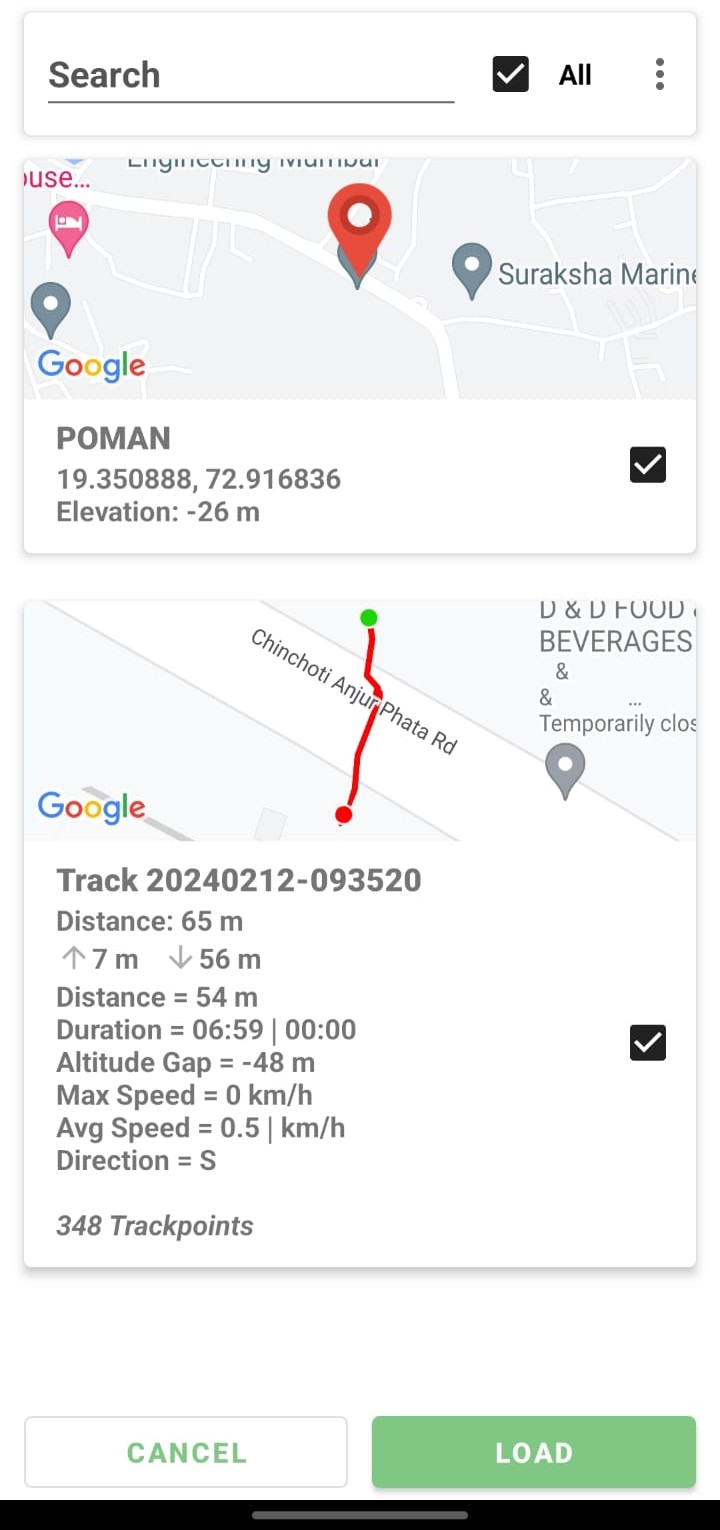 Search
All
Engineering Mumbai
Suraksha Marine
Google
POMAN
19.350888, 72.916836
Elevation: -26 m
D & D FOOD
BEVERAGES
&
&
...
Temporarily clos
Chinchoti Anjur Phata Rd
Google
Track 20240212-093520
Distance: 65 m
↑ 7 m ↓ 56 m
Distance = 54 m
Duration = 06:59 | 00:00
Altitude Gap = -48 m
Max Speed = 0 km/h
Avg Speed = 0.5 | km/h
Direction = S
348 Trackpoints
CANCEL
LOAD